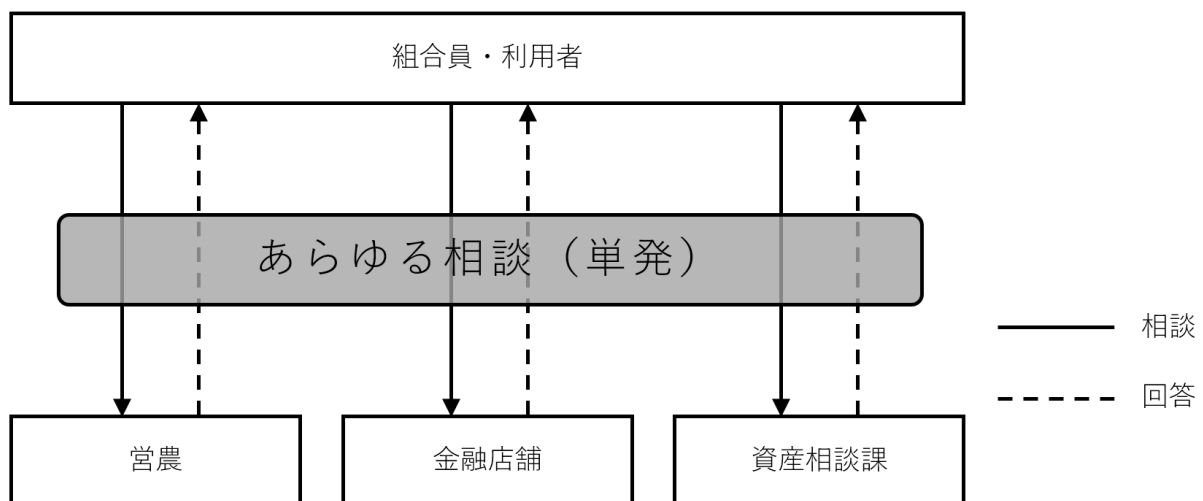 組合員・利用者
あらゆる相談（単発）
相談
回答
営農
金融店舗
資産相談課